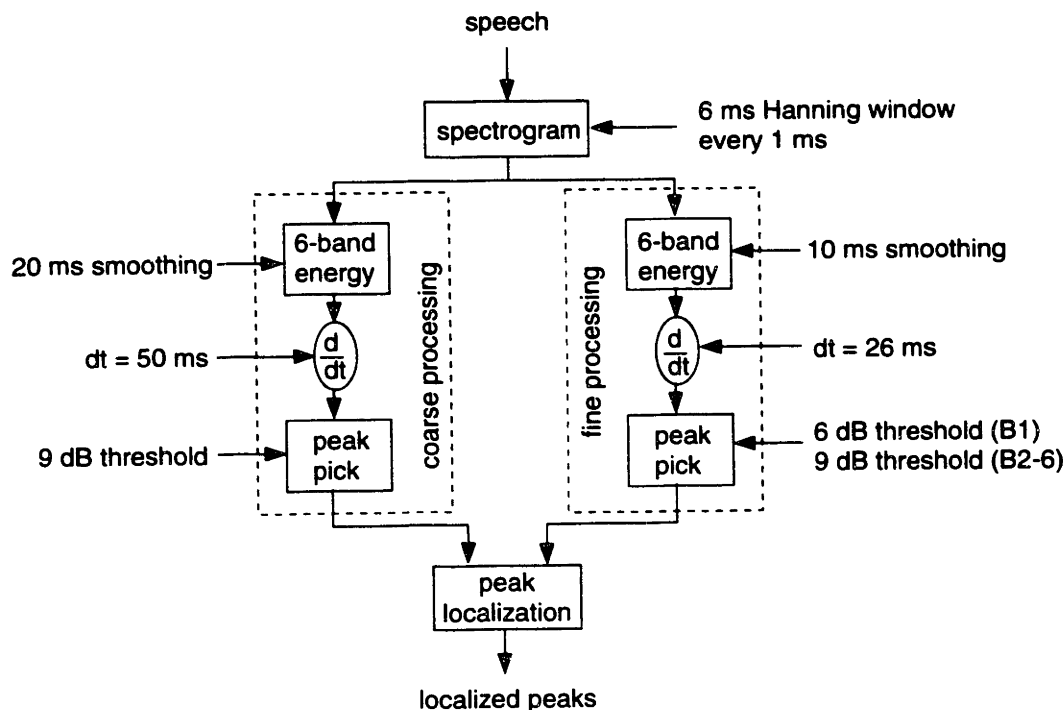 speech
spectrogram
6 ms Hanning window
every 1 ms
20 ms smoothing
6-band
energy
dt = 50 ms
d
dt
9 dB threshold
peak
pick
coarse processing
fine processing
6-band
energy
10 ms smoothing
d
dt
dt = 26 ms
peak
pick
6 dB threshold (B1)
9 dB threshold (B2-6)
peak
localization
localized peaks